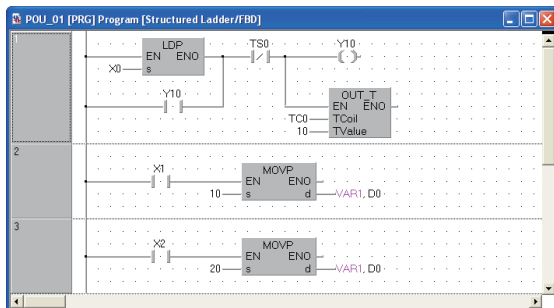 POU_01 [PRG] Program [Structured Ladder/FBD]
1
LDP
EN ENO
X0 s
TS0
Y10
Y10
OUT_T
EN ENO
TC0 TCoil
10 TValue
2
X1
MOVP
EN ENO
10 s d VAR1, D0
3
X2
MOVP
EN ENO
20 s d VAR1, D0